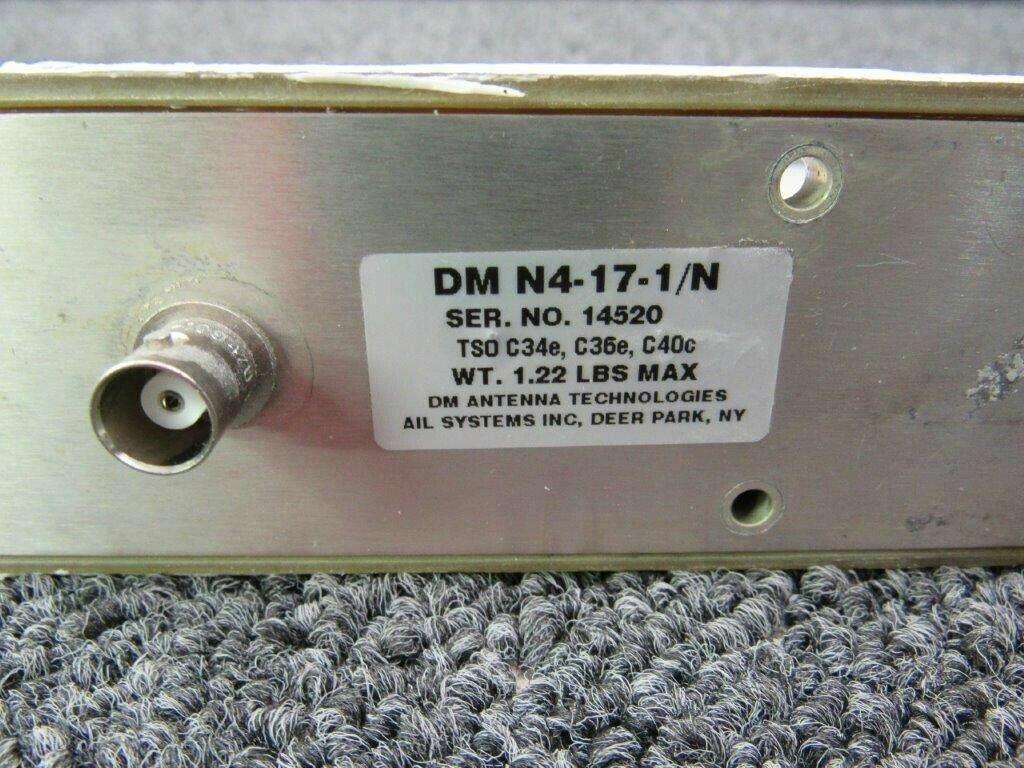 DM N4-17-1/N
SER. NO. 14520
TSO C34e, C36e, C40c
WT. 1.22 LBS MAX
DM ANTENNA TECHNOLOGIES
AIL SYSTEMS INC, DEER PARK, NY